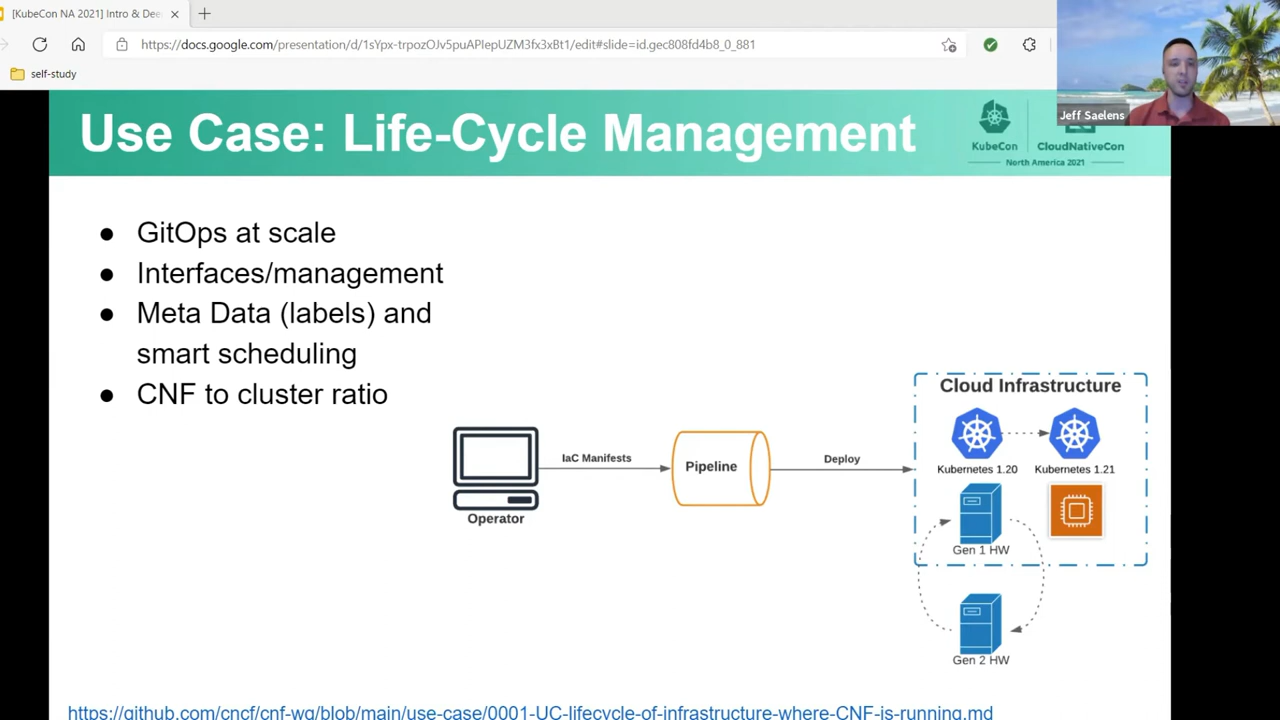 [KubeCon NA 2021] Intro & Dee
https://docs.google.com/presentation/d/1sYpx-trpozOJv5puAPIepUZM3fx3xBt1/edit#slide=id.gec808fd4b8_0_881
self-study
Jeff Saelens
Use Case: Life-Cycle Management
KubeCon
CloudNativeCon
North America 2021
● GitOps at scale
● Interfaces/management
● Meta Data (labels) and
smart scheduling
● CNF to cluster ratio
Cloud Infrastructure
Kubernetes 1.20
Kubernetes 1.21
IaC Manifests
Pipeline
Deploy
Operator
Gen 1 HW
Gen 2 HW
https://github.com/cncf/cnf-wg/blob/main/use-case/0001-UC-lifecycle-of-infrastructure-where-CNF-is-running.md